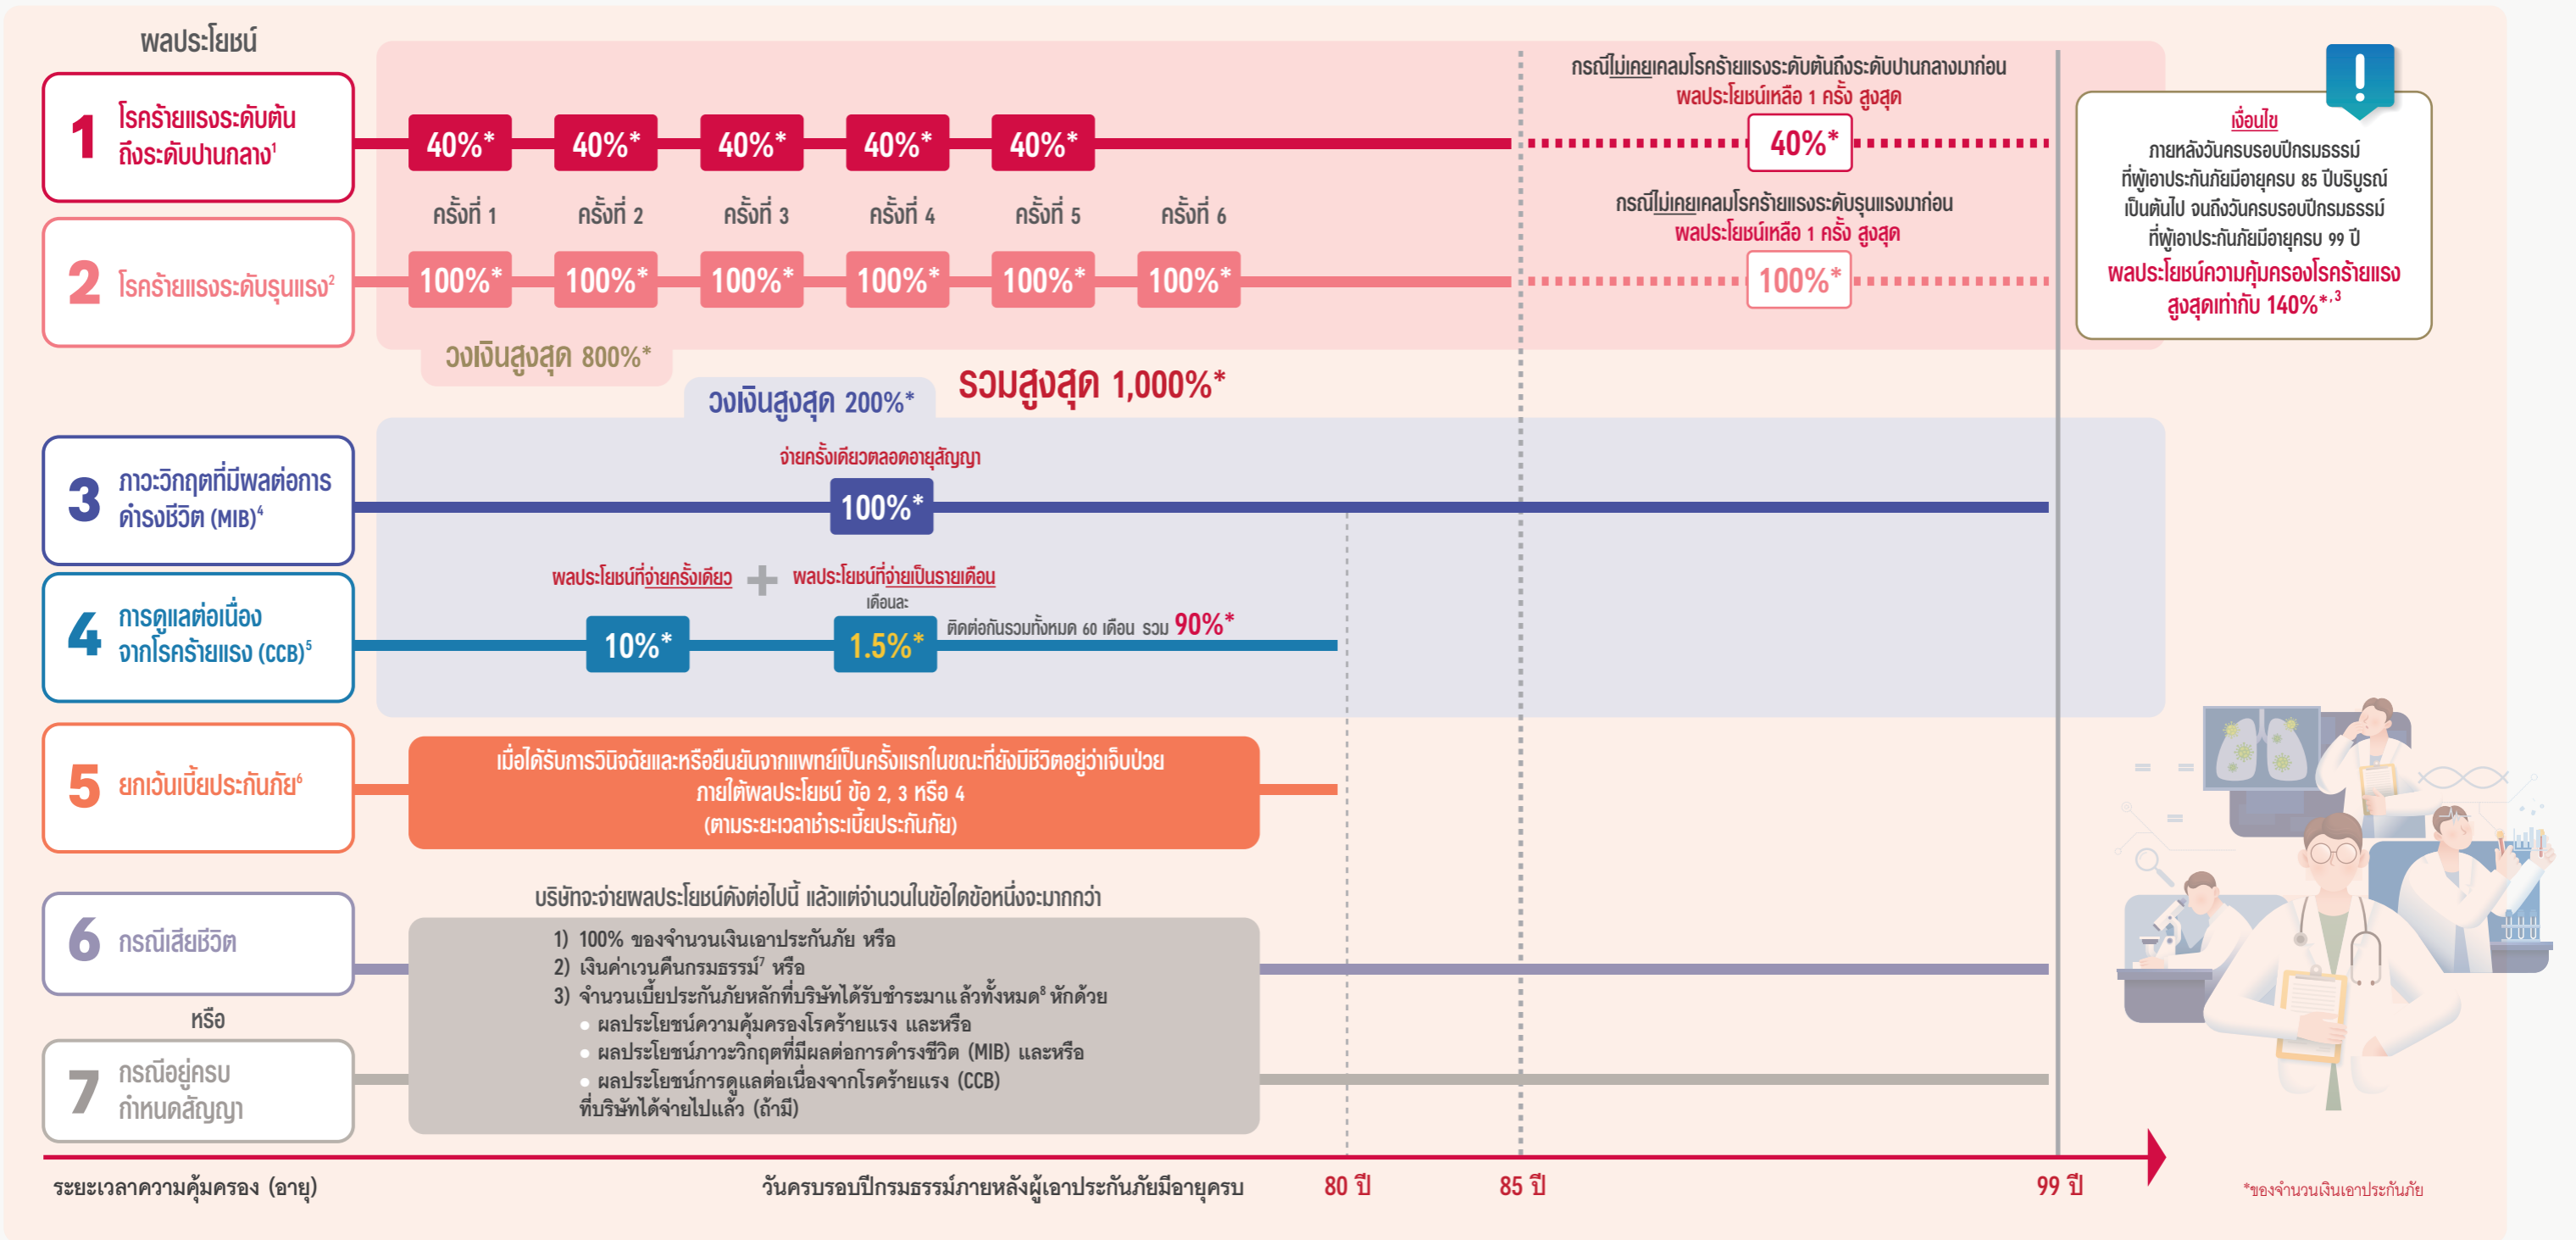 ผลประโยชน์
1 โรคร้ายแรงระดับต้น
ถึงระดับปานกลาง¹
40%* 40%* 40%* 40%* 40%*
กรณีไม่เคยเคลมโรคร้ายแรงระดับต้นถึงระดับปานกลางมาก่อน
ผลประโยชน์เหลือ 1 ครั้ง สูงสุด
40%*
ครั้งที่ 1 ครั้งที่ 2 ครั้งที่ 3 ครั้งที่ 4 ครั้งที่ 5 ครั้งที่ 6
2 โรคร้ายแรงระดับรุนแรง²
100%* 100%* 100%* 100%* 100%* 100%*
กรณีไม่เคยเคลมโรคร้ายแรงระดับรุนแรงมาก่อน
ผลประโยชน์เหลือ 1 ครั้ง สูงสุด
100%*
!
เงื่อนไข
ภายหลังวันครบรอบปีกรมธรรม์
ที่ผู้เอาประกันภัยมีอายุครบ 85 ปีบริบูรณ์
เป็นต้นไป จนถึงวันครบรอบปีกรมธรรม์
ที่ผู้เอาประกันภัยมีอายุครบ 99 ปี
ผลประโยชน์ความคุ้มครองโรคร้ายแรง
สูงสุดเท่ากับ 140%*,³
วงเงินสูงสุด 800%*
วงเงินสูงสุด 200%*
รวมสูงสุด 1,000%*
3 ภาวะวิกฤตที่มีผลต่อการ
ดำรงชีวิต (MIB)⁴
จ่ายครั้งเดียวตลอดอายุสัญญา
100%*
4 การดูแลต่อเนื่อง
จากโรคร้ายแรง (CCB)⁵
ผลประโยชน์ที่จ่ายครั้งเดียว + ผลประโยชน์ที่จ่ายเป็นรายเดือน
เดือนละ
10%* 1.5%* ติดต่อกันรวมทั้งหมด 60 เดือน รวม 90%*
5 ยกเว้นเบี้ยประกันภัย⁶
เมื่อได้รับการวินิจฉัยและหรือยืนยันจากแพทย์เป็นครั้งแรกในขณะที่ยังมีชีวิตอยู่ว่าเจ็บป่วย
ภายใต้ผลประโยชน์ ข้อ 2, 3 หรือ 4
(ตามระยะเวลาชำระเบี้ยประกันภัย)
6 กรณีเสียชีวิต
หรือ
7 กรณีอยู่ครบ
กำหนดสัญญา
บริษัทจะจ่ายผลประโยชน์ดังต่อไปนี้ แล้วแต่จำนวนในข้อใดข้อหนึ่งจะมากกว่า
1) 100% ของจำนวนเงินเอาประกันภัย หรือ
2) เงินค่าเวนคืนกรมธรรม์⁷ หรือ
3) จำนวนเบี้ยประกันภัยหลักที่บริษัทได้รับชำระมาแล้วทั้งหมด⁸ หักด้วย
• ผลประโยชน์ความคุ้มครองโรคร้ายแรง และหรือ
• ผลประโยชน์ภาวะวิกฤตที่มีผลต่อการดำรงชีวิต (MIB) และหรือ
• ผลประโยชน์การดูแลต่อเนื่องจากโรคร้ายแรง (CCB)
ที่บริษัทได้จ่ายไปแล้ว (ถ้ามี)
ระยะเวลาความคุ้มครอง (อายุ) วันครบรอบปีกรมธรรม์ภายหลังผู้เอาประกันภัยมีอายุครบ 80 ปี 85 ปี 99 ปี
*ของจำนวนเงินเอาประกันภัย